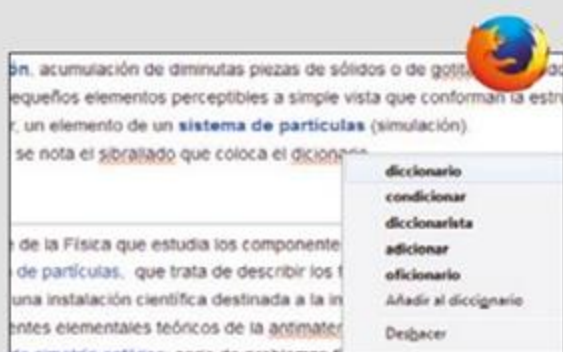 ón, acumulación de diminutas piezas de sólidos o de
equeños elementos perceptibles a simple vista que conforman la estru
, un elemento de un sistema de partículas (simulación)
se nota el sibrallado que coloca el dicionario
diccionario
condicionar
diccionarista
adicionar
oficionario
Añadir al diccignario
Deshacer
de la Física que estudia los componente
de partículas, que trata de describir los
una instalación científica destinada a la in
entes elementales teóricos de la antimater